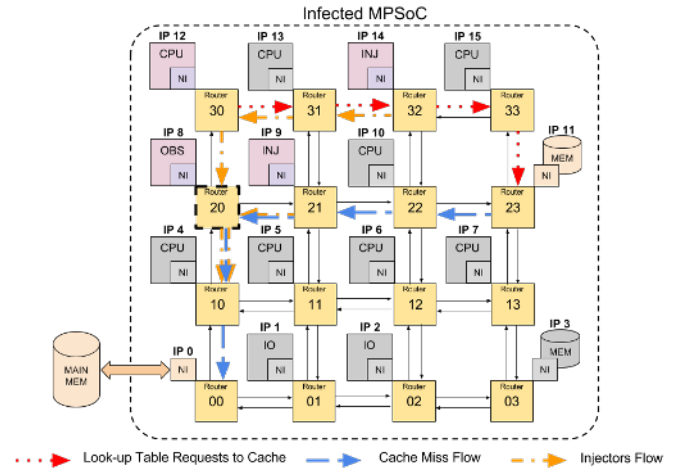 Infected MPSoC
IP 12
CPU
NI
IP 13
CPU
NI
IP 14
INJ
NI
IP 15
CPU
NI
Router
30
Router
31
Router
32
Router
33
IP 8
OBS
NI
IP 9
INJ
NI
IP 10
CPU
NI
IP 11
MEM
NI
Router
20
Router
21
Router
22
Router
23
IP 4
CPU
NI
IP 5
CPU
NI
IP 6
CPU
NI
IP 7
CPU
NI
Router
10
Router
11
Router
12
Router
13
MAIN
MEM
IP 0
NI
IP 1
IO
NI
IP 2
IO
NI
IP 3
MEM
NI
Router
00
Router
01
Router
02
Router
03
Look-up Table Requests to Cache
Cache Miss Flow
Injectors Flow